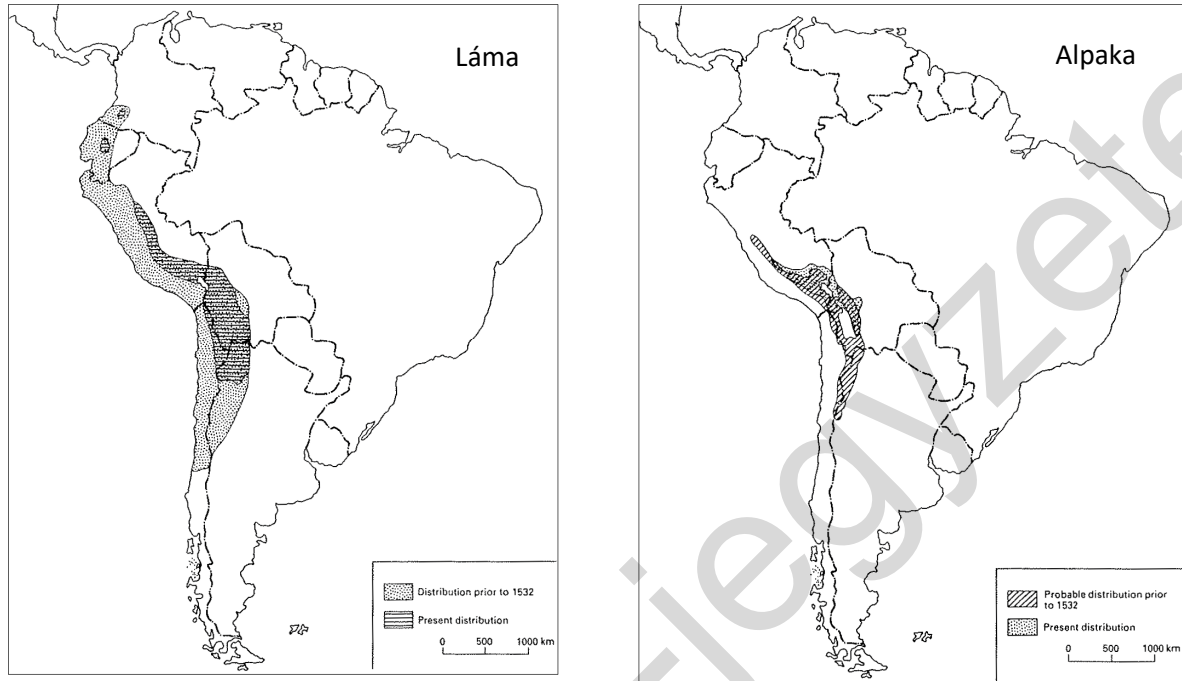 Láma
Distribution prior to 1532
Present distribution
0 500 1000 km
Alpaka
Probable distribution prior
to 1532
Present distribution
0 500 1000 km
jegyzete